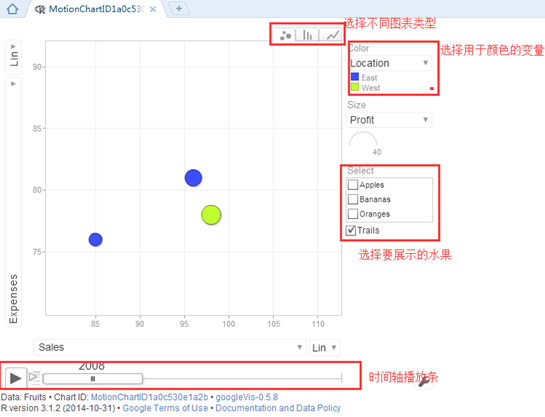 MotionChartID1a0c530
选择不同图表类型
Lin
90
85
80
75
Expenses
85
90
95
100
105
110
Color
Location
East
West
选择用于颜色的变量
Size
Profit
40
Select
Apples
Bananas
Oranges
Trails
选择要展示的水果
Sales
Lin
2008
时间轴播放条
Data: Fruits • Chart ID: MotionChartID1a0c530e1a2b • googleVis-0.5.8
R version 3.1.2 (2014-10-31) • Google Terms of Use • Documentation and Data Policy